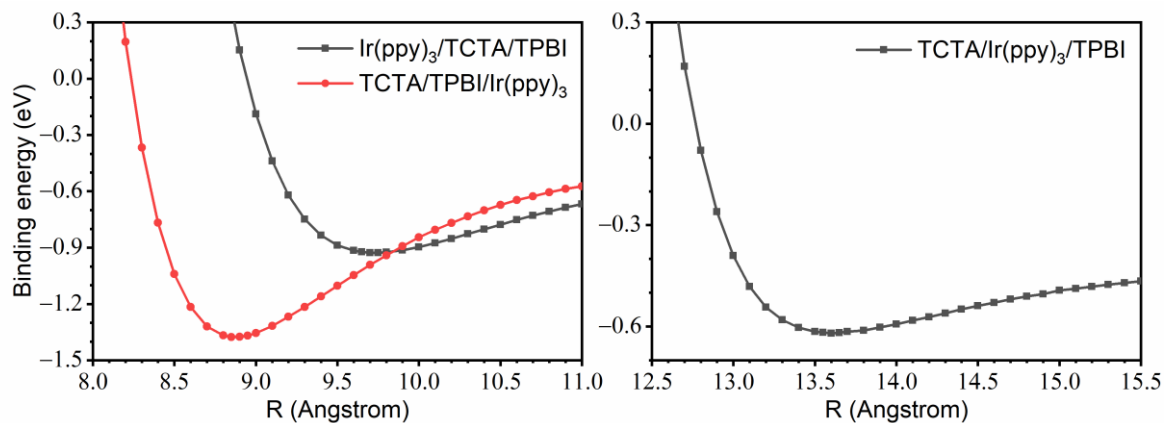 Binding energy (eV)
0.3
0.0
−0.3
−0.6
−0.9
−1.2
−1.5
Ir(ppy)₃/TCTA/TPBI
TCTA/TPBI/Ir(ppy)₃
8.0 8.5 9.0 9.5 10.0 10.5 11.0
R (Angstrom)
0.3
0.0
−0.3
−0.6
TCTA/Ir(ppy)₃/TPBI
12.5 13.0 13.5 14.0 14.5 15.0 15.5
R (Angstrom)